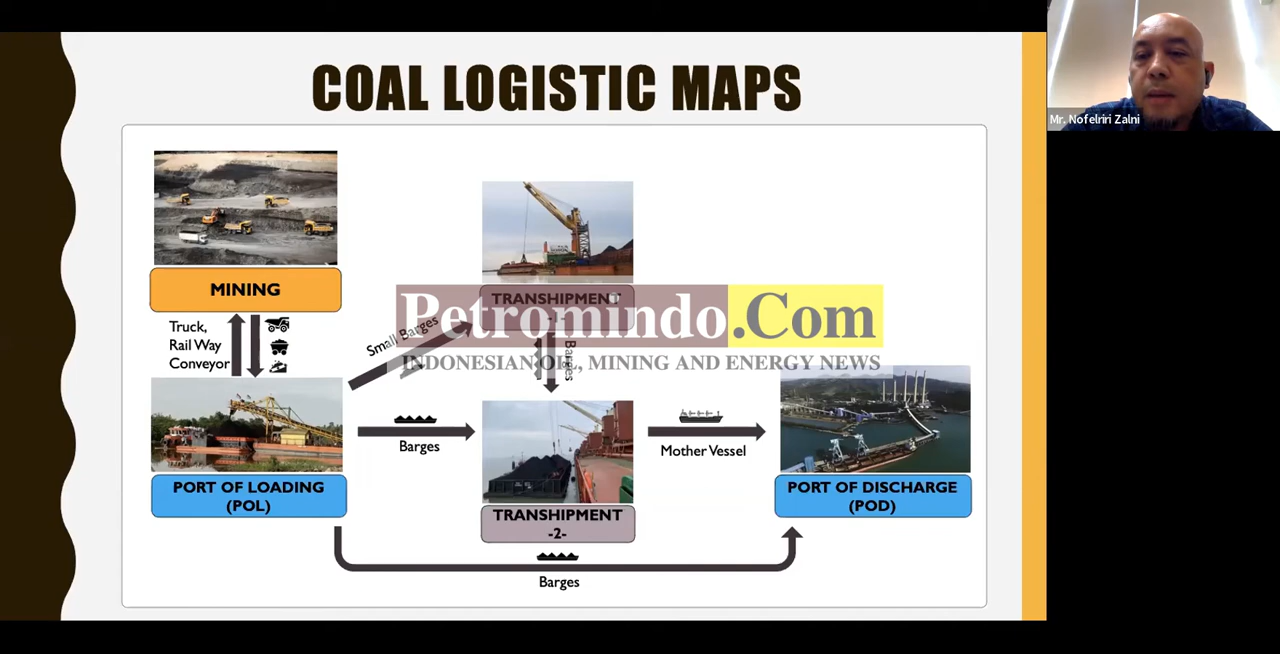 COAL LOGISTIC MAPS
Mr. Nofelriri Zalni
MINING
Truck,
Rail Way
Conveyor
Small Barges
TRANSHIPMENT
-1-
Petromindo.Com
INDONESIAN OIL, MINING AND ENERGY NEWS
Barges
Barges
Mother Vessel
PORT OF LOADING
(POL)
TRANSHIPMENT
-2-
PORT OF DISCHARGE
(POD)
Barges